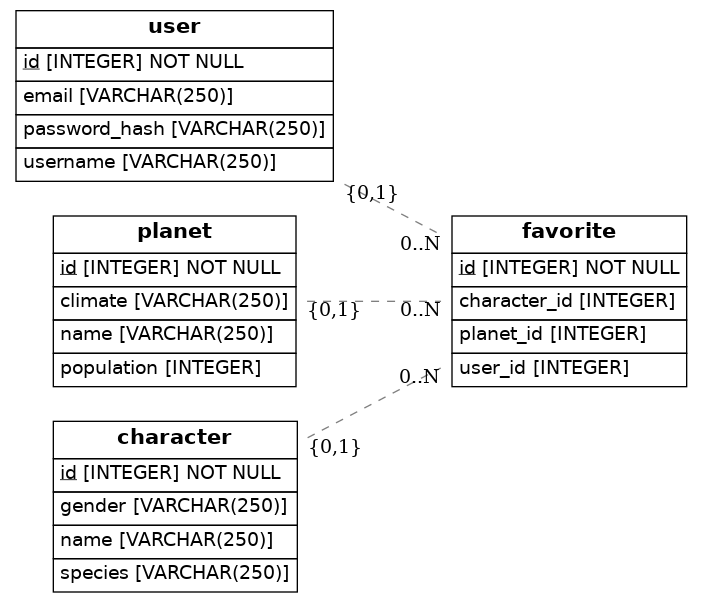 user
id [INTEGER] NOT NULL
email [VARCHAR(250)]
password_hash [VARCHAR(250)]
username [VARCHAR(250)]
{0,1}
0..N
planet
id [INTEGER] NOT NULL
climate [VARCHAR(250)]
name [VARCHAR(250)]
population [INTEGER]
{0,1}
0..N
favorite
id [INTEGER] NOT NULL
character_id [INTEGER]
planet_id [INTEGER]
user_id [INTEGER]
0..N
{0,1}
character
id [INTEGER] NOT NULL
gender [VARCHAR(250)]
name [VARCHAR(250)]
species [VARCHAR(250)]